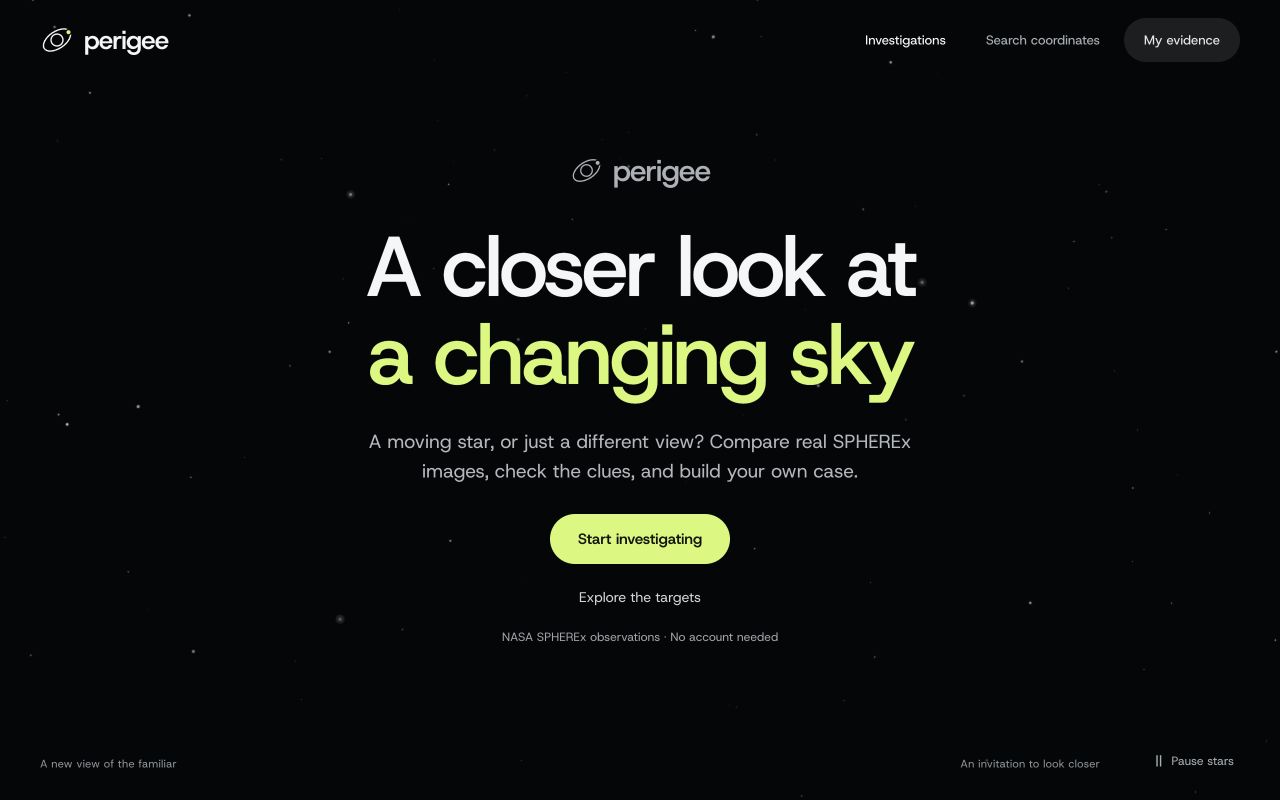 perigee
Investigations
Search coordinates
My evidence
perigee
A closer look at
a changing sky
A moving star, or just a different view? Compare real SPHEREx
images, check the clues, and build your own case.
Start investigating
Explore the targets
NASA SPHEREx observations · No account needed
A new view of the familiar
An invitation to look closer
Pause stars